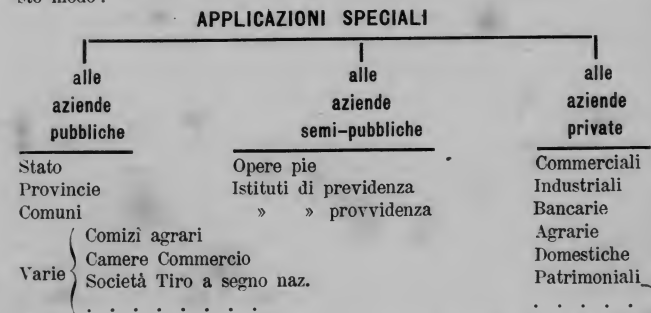 sto modo:
APPLICAZIONI SPECIALI
alle
aziende
pubbliche
Stato
Provincie
Comuni
Varie
Comizì agrari
Camere Commercio
Società Tiro a segno naz.
. . . . . . . . .
alle
aziende
semi-pubbliche
Opere pie
Istituti di previdenza
» » provvidenza
alle
aziende
private
Commerciali
Industriali
Bancarie
Agrarie
Domestiche
Patrimoniali
. . . . .